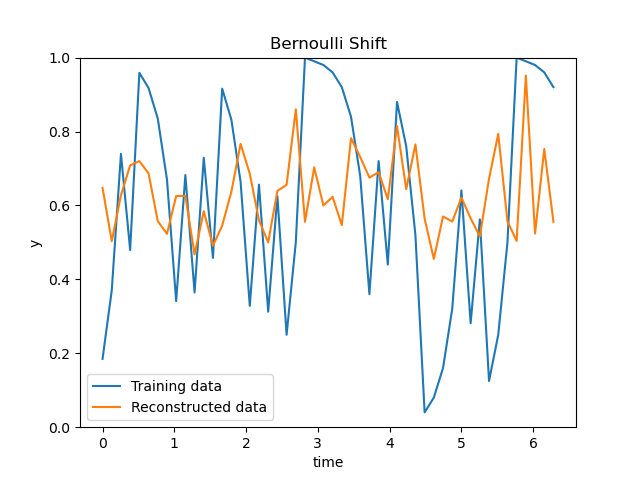 Bernoulli Shift
1.0
0.8
0.6
0.4
0.2
0.0
y
Training data
Reconstructed data
0 1 2 3 4 5 6
time